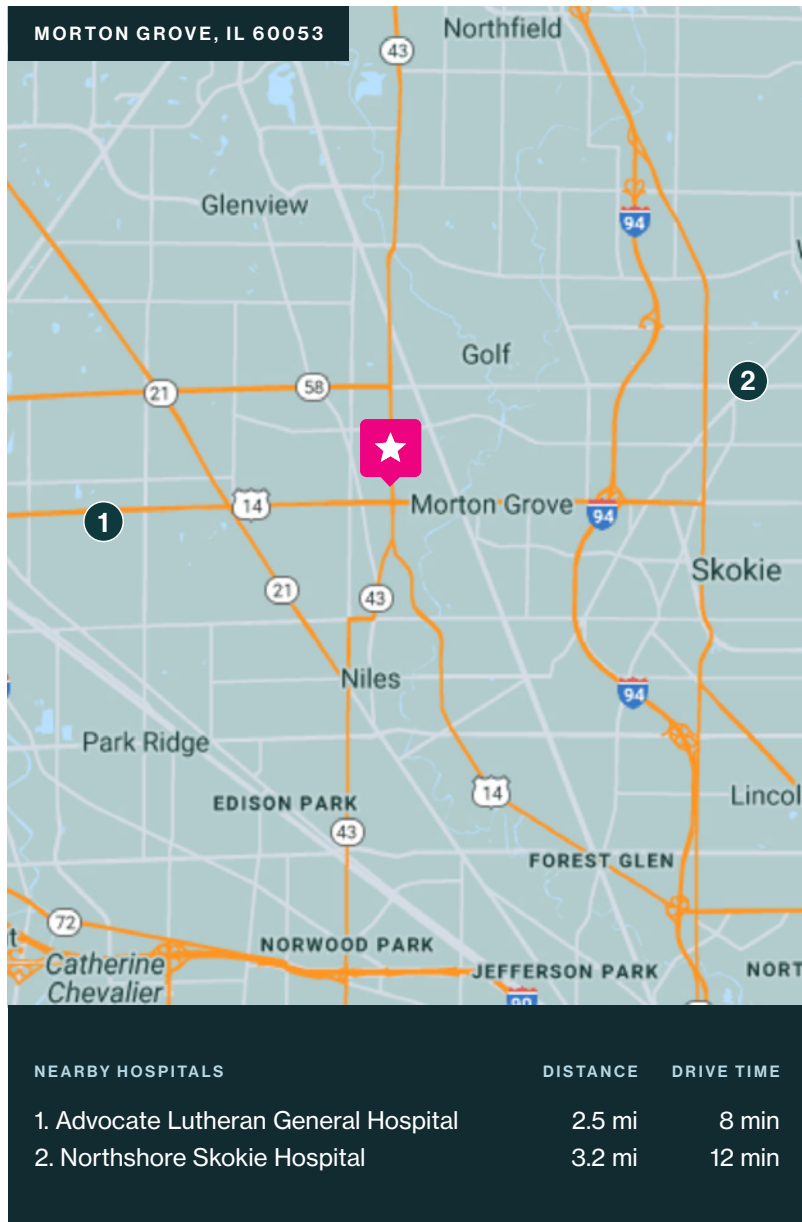 MORTON GROVE, IL 60053
Northfield
43
Glenview
94
Golf
58
21
2
14
Morton Grove
94
1
Skokie
21
43
Niles
94
Park Ridge
14
Lincol
EDISON PARK
43
FOREST GLEN
72
NORWOOD PARK
Catherine
Chevalier
JEFFERSON PARK
NORT
90
NEARBY HOSPITALS DISTANCE DRIVE TIME
1. Advocate Lutheran General Hospital 2.5 mi 8 min
2. Northshore Skokie Hospital 3.2 mi 12 min